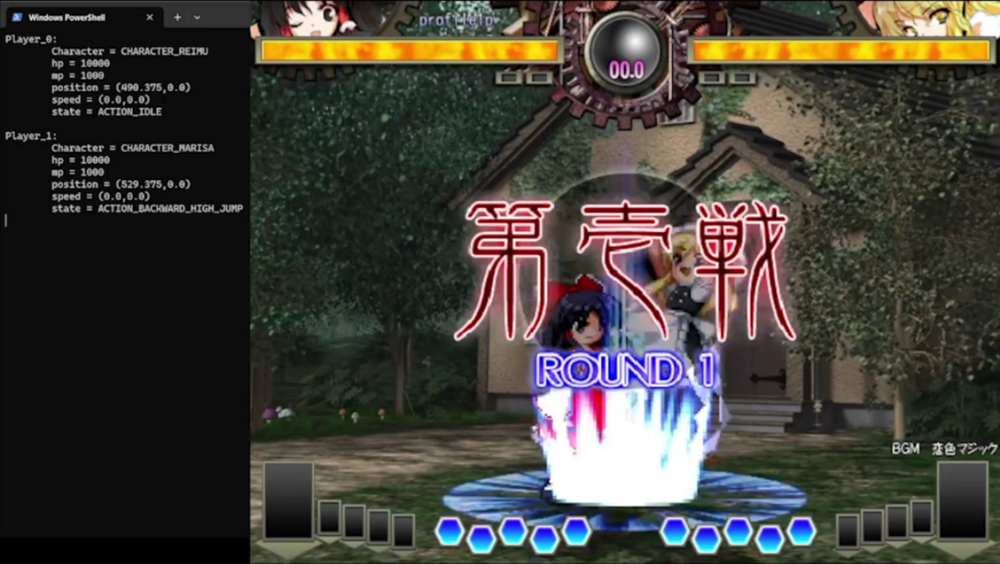 Windows PowerShell
Player_0:
Character = CHARACTER_REIMU
hp = 10000
mp = 1000
position = (490.375,0.0)
speed = (0.0,0.0)
state = ACTION_IDLE
Player_1:
Character = CHARACTER_MARISA
hp = 10000
mp = 1000
position = (529.375,0.0)
speed = (0.0,0.0)
state = ACTION_BACKWARD_HIGH_JUMP
profile1p
00.0
第壱戦
ROUND 1
BGM 恋色マジック